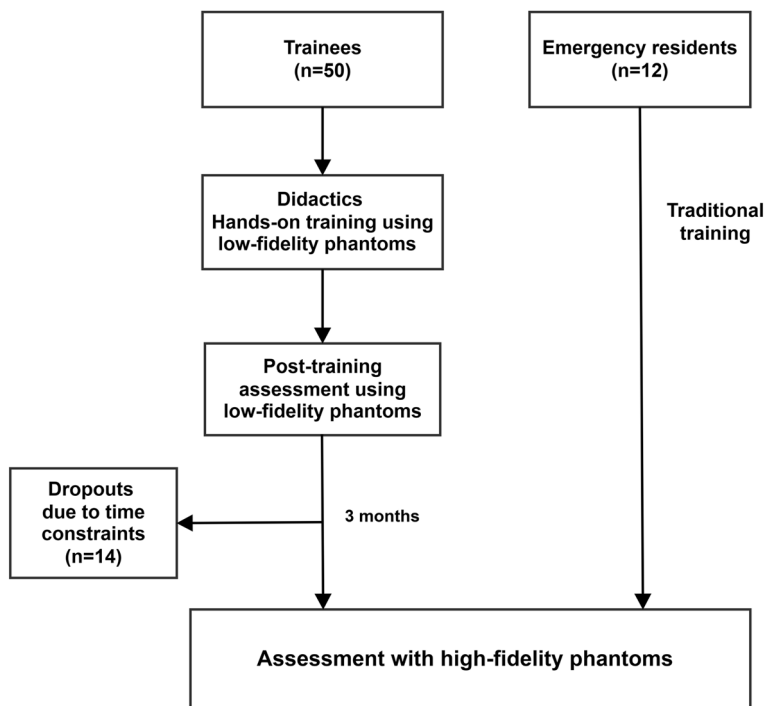 Trainees
(n=50)
Emergency residents
(n=12)
Didactics
Hands-on training using
low-fidelity phantoms
Traditional
training
Post-training
assessment using
low-fidelity phantoms
Dropouts
due to time
constraints
(n=14)
3 months
Assessment with high-fidelity phantoms